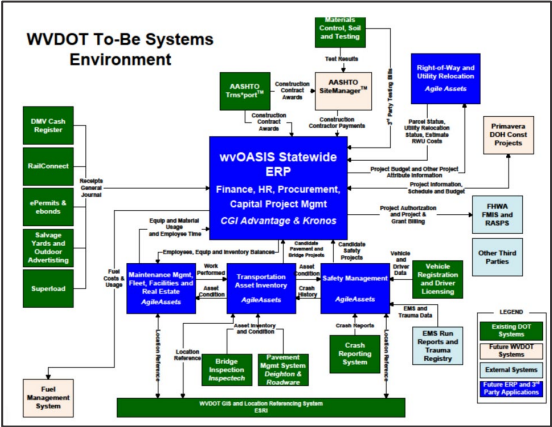 WVDOT To-Be Systems
Environment
Materials
Control, Soil
and Testing
Test Results
AASHTO
Trns*port™
Construction
Contract
Awards
AASHTO
SiteManager™
Construction
Contract
Awards
Construction
Contractor Payments
3rd Party Testing Bills
Right-of-Way and
Utility Relocation
Agile Assets
Parcel Status,
Utility Relocation
Status, Estimate
RWU Costs
Primavera
DOH Const
Projects
DMV Cash
Register
RailConnect
ePermits &
ebonds
Salvage
Yards and
Outdoor
Advertisting
Superload
Receipts
General
Journal
wvOASIS Statewide
ERP
Finance, HR, Procurement,
Capital Project Mgmt
CGI Advantage & Kronos
Project Budget and Other Project
Attribute Information
Project Information,
Schedule and Budget
Project Authorization
and Project &
Grant Billing
FHWA
FMIS and
RASPS
Other Third
Parties
Equip and Material
Usage
and Employee Time
Employees, Equip and Inventory Balances
Candidate
Pavement and
Bridge Projects
Candidate
Safety
Projects
Fuel
Costs &
Usage
Maintenance Mgmt,
Fleet, Facilities and
Real Estate
AgileAssets
Work
Performed
Asset
Condition
Transportation
Asset Inventory
AgileAssets
Asset
Condition
Crash
History
Safety Management
AgileAssets
Vehicle
and
Driver Data
Vehicle
Registration
and Driver
Licensing
EMS and
Trauma Data
EMS Run
Reports and
Trauma
Registry
Location Reference
Location
Reference
Asset Inventory
and Condition
Bridge
Inspection
Inspectech
Pavement
Mgmt System
Deighton &
Roadware
Crash Reports
Crash
Reporting
System
Location Reference
Fuel
Management
System
WVDOT GIS and Location Referencing System
ESRI
LEGEND
Existing DOT
Systems
Future WVDOT
Systems
External Systems
Future ERP and 3rd
Party Applications